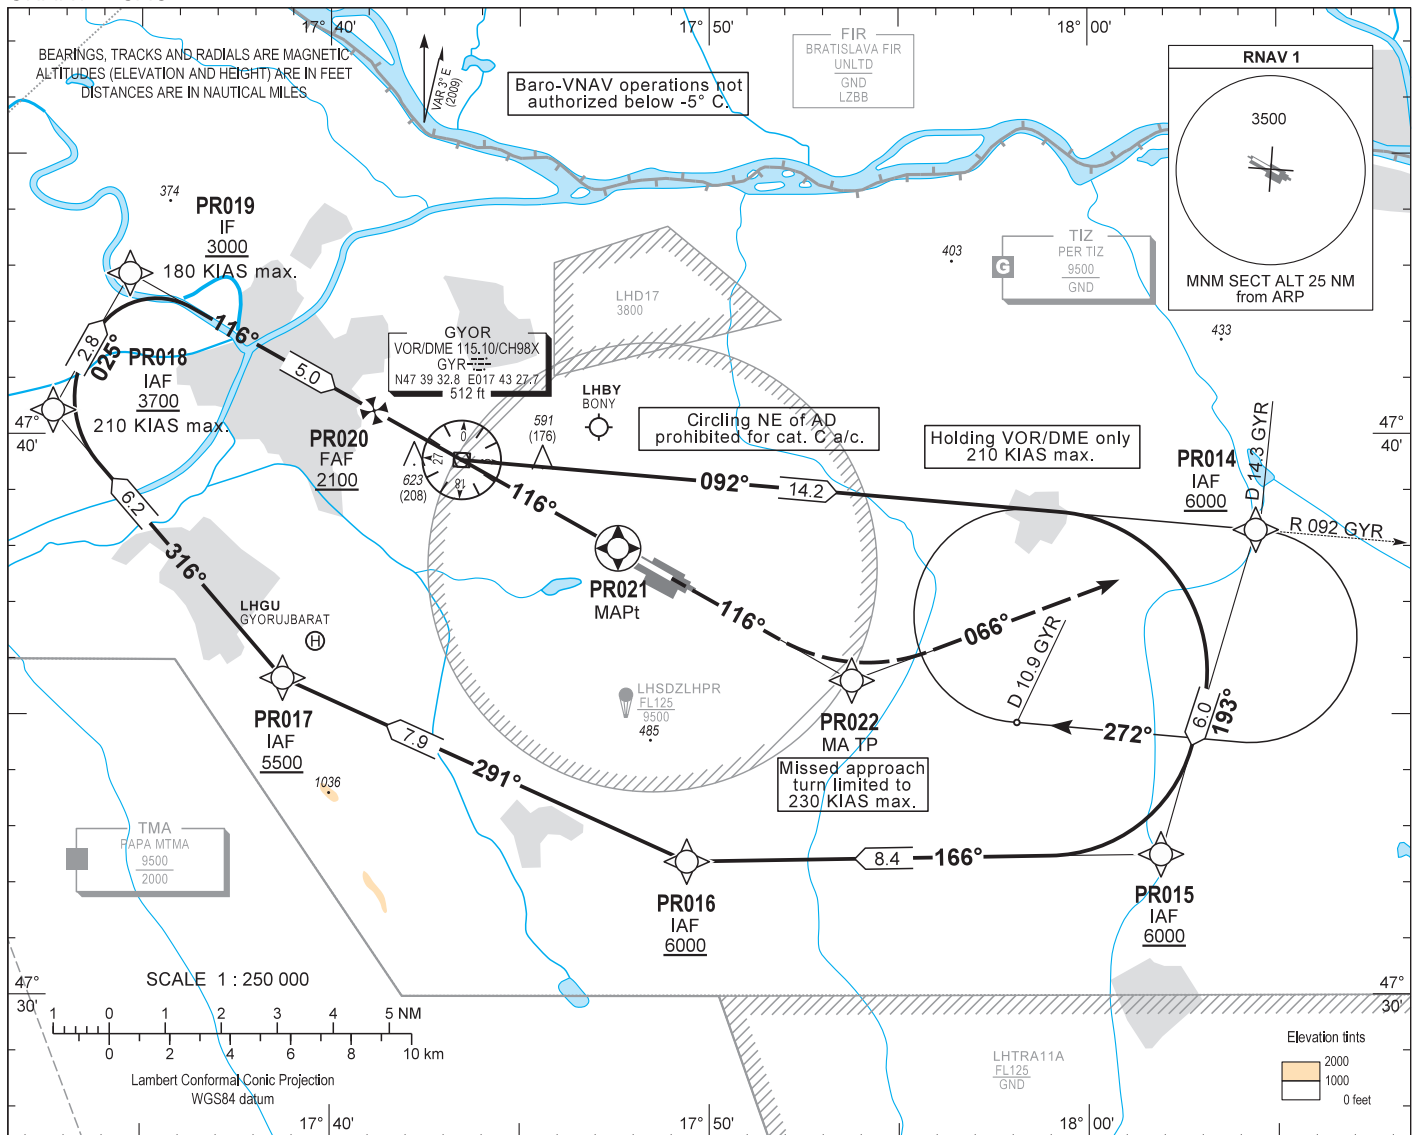 17° 40'
17° 50'
18° 00'
BEARINGS, TRACKS AND RADIALS ARE MAGNETIC
ALTITUDES (ELEVATION AND HEIGHT) ARE IN FEET
DISTANCES ARE IN NAUTICAL MILES
VAR 3° E
(2009)
Baro-VNAV operations not
authorized below -5° C.
FIR
BRATISLAVA FIR
UNLTD
GND
LZBB
RNAV 1
3500
MNM SECT ALT 25 NM
from ARP
374
PR019
IF
3000
180 KIAS max.
403
TIZ
PER TIZ
9500
GND
G
433
LHD17
3800
116°
2.8
025°
PR018
IAF
3700
210 KIAS max.
5.0
GYOR
VOR/DME 115.10/CH98X
GYR
N47 39 32.8 E017 43 27.7
512 ft
LHBY
BONY
Circling NE of AD
prohibited for cat. C a/c.
Holding VOR/DME only
210 KIAS max.
47°
40'
47°
40'
PR020
FAF
2100
623
(208)
591
(176)
0
27
18
092°
14.2
PR014
IAF
6000
D 14.3 GYR
R 092 GYR
6.2
316°
116°
PR021
MAPt
116°
066°
LHGU
GYORUJBARAT
H
D 10.9 GYR
6.0
193°
272°
PR017
IAF
5500
7.9
291°
LHSDZLHPR
FL125
9500
485
PR022
MA TP
Missed approach
turn limited to
230 KIAS max.
1036
TMA
PAPA MTMA
9500
2000
8.4
166°
PR016
IAF
6000
PR015
IAF
6000
47°
30'
47°
30'
SCALE 1 : 250 000
1 0 1 2 3 4 5 NM
0 2 4 6 8 10 km
Lambert Conformal Conic Projection
WGS84 datum
LHTRA11A
FL125
GND
Elevation tints
2000
1000
0 feet
17° 40'
17° 50'
18° 00'